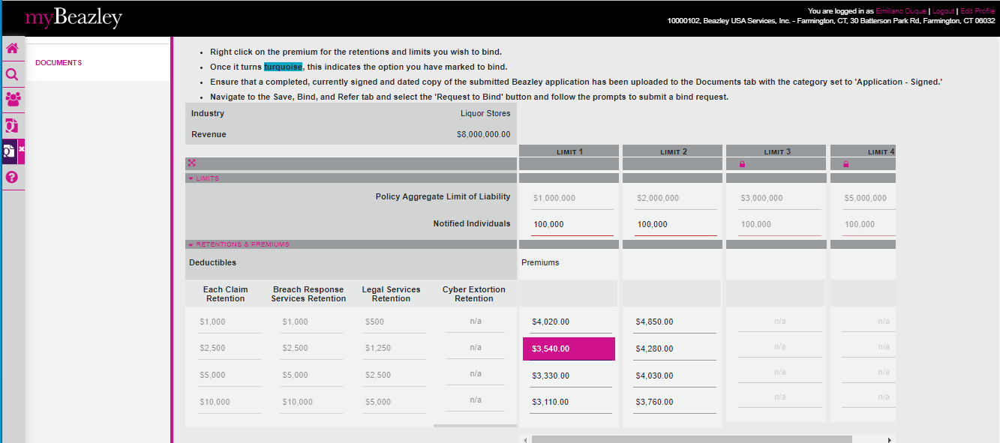 myBeazley
You are logged in as Emiliano Duque | Logout | Edit Profile
10000102, Beazley USA Services, Inc. - Farmington, CT, 30 Batterson Park Rd, Farmington, CT 06032
DOCUMENTS
• Right click on the premium for the retentions and limits you wish to bind.
• Once it turns turquoise, this indicates the option you have marked to bind.
• Ensure that a completed, currently signed and dated copy of the submitted Beazley application has been uploaded to the Documents tab with the category set to 'Application - Signed.'
• Navigate to the Save, Bind, and Refer tab and select the 'Request to Bind' button and follow the prompts to submit a bind request.
Industry Liquor Stores
Revenue $8,000,000.00
LIMIT 1 LIMIT 2 LIMIT 3 LIMIT 4
LIMITS
Policy Aggregate Limit of Liability $1,000,000 $2,000,000 $3,000,000 $5,000,000
Notified Individuals 100,000 100,000 100,000 100,000
RETENTIONS & PREMIUMS
Deductibles Premiums
Each Claim Retention Breach Response Services Retention Legal Services Retention Cyber Extortion Retention
$1,000 $1,000 $500 n/a $4,020.00 $4,850.00 n/a n/a
$2,500 $2,500 $1,250 n/a $3,540.00 $4,280.00 n/a n/a
$5,000 $5,000 $2,500 n/a $3,330.00 $4,030.00 n/a n/a
$10,000 $10,000 $5,000 n/a $3,110.00 $3,760.00 n/a n/a